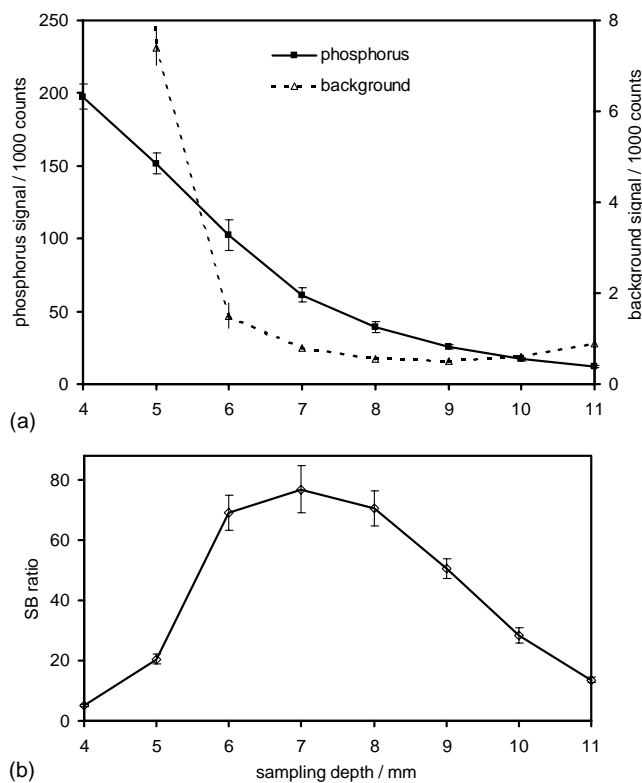 250
200
150
100
50
0
phosphorus signal / 1000 counts
phosphorus
background
8
6
4
2
0
background signal / 1000 counts
4 5 6 7 8 9 10 11
(a)
80
60
40
20
0
SB ratio
4 5 6 7 8 9 10 11
(b)
sampling depth / mm